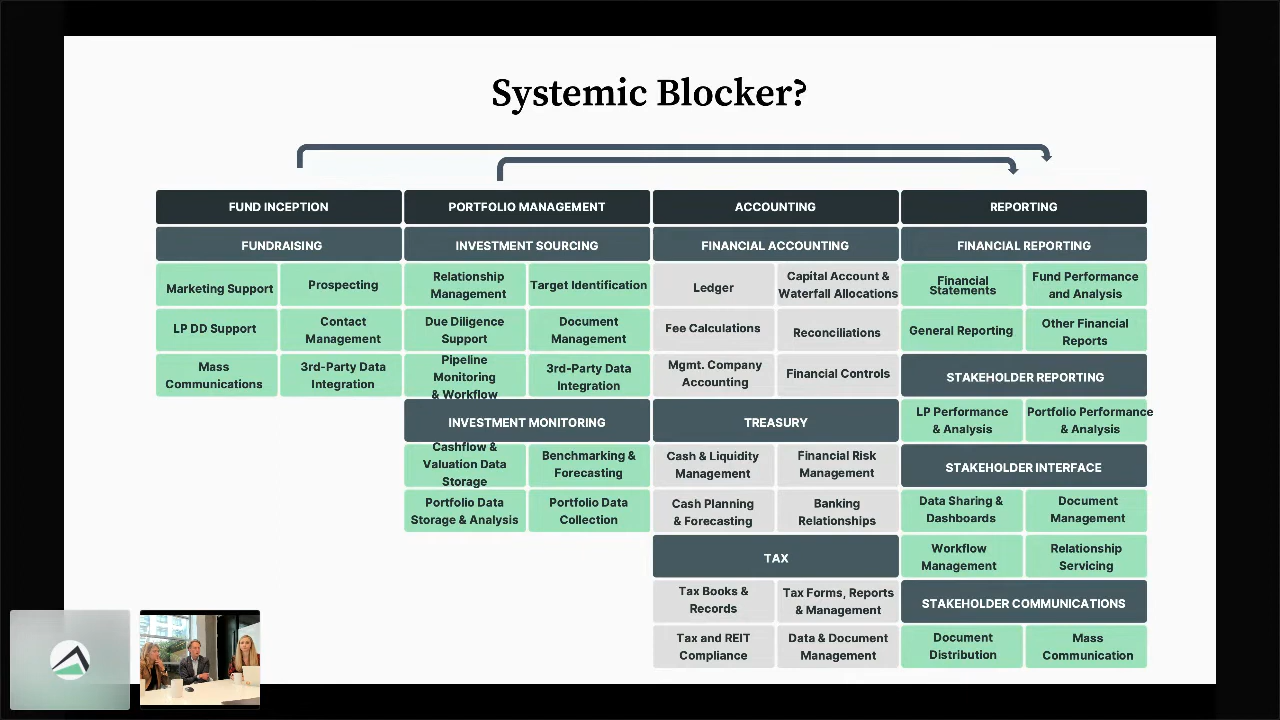 Systemic Blocker?
FUND INCEPTION
PORTFOLIO MANAGEMENT
ACCOUNTING
REPORTING
FUNDRAISING
INVESTMENT SOURCING
FINANCIAL ACCOUNTING
FINANCIAL REPORTING
Marketing Support
Prospecting
Relationship
Management
Target Identification
Ledger
Capital Account &
Waterfall Allocations
Financial
Statements
Fund Performance
and Analysis
LP DD Support
Contact
Management
Due Diligence
Support
Document
Management
Fee Calculations
Reconciliations
General Reporting
Other Financial
Reports
Mass
Communications
3rd-Party Data
Integration
Pipeline
Monitoring
& Workflow
3rd-Party Data
Integration
Mgmt. Company
Accounting
Financial Controls
STAKEHOLDER REPORTING
INVESTMENT MONITORING
TREASURY
LP Performance
& Analysis
Portfolio Performance
& Analysis
Cashflow &
Valuation Data
Storage
Benchmarking &
Forecasting
Cash & Liquidity
Management
Financial Risk
Management
STAKEHOLDER INTERFACE
Portfolio Data
Storage & Analysis
Portfolio Data
Collection
Cash Planning
& Forecasting
Banking
Relationships
Data Sharing &
Dashboards
Document
Management
TAX
Workflow
Management
Relationship
Servicing
Tax Books &
Records
Tax Forms, Reports
& Management
STAKEHOLDER COMMUNICATIONS
Tax and REIT
Compliance
Data & Document
Management
Document
Distribution
Mass
Communication